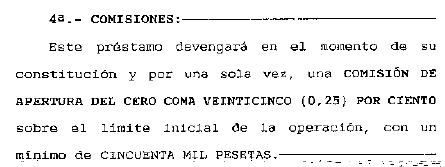 4ª.- COMISIONES:
Este préstamo devengará en el momento de su
constitución y por una sola vez, una COMISIÓN DE
APERTURA DEL CERO COMA VEINTICINCO (0,25) POR CIENTO
sobre el límite inicial de la operación, con un
mínimo de CINCUENTA MIL PESETAS.